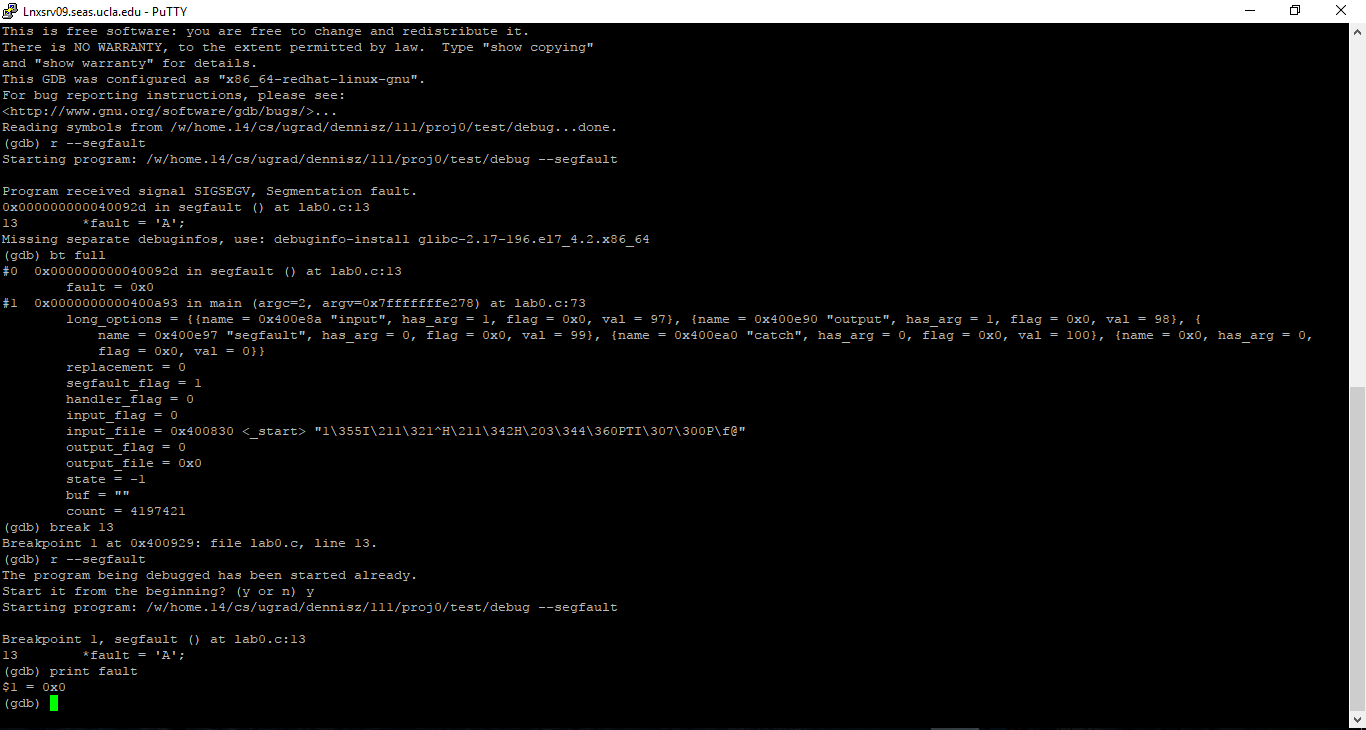 Lnxsrv09.seas.ucla.edu - PuTTY
This is free software: you are free to change and redistribute it.
There is NO WARRANTY, to the extent permitted by law.  Type "show copying"
and "show warranty" for details.
This GDB was configured as "x86_64-redhat-linux-gnu".
For bug reporting instructions, please see:
<http://www.gnu.org/software/gdb/bugs/>...
Reading symbols from /w/home.14/cs/ugrad/dennisz/111/proj0/test/debug...done.
(gdb) r --segfault
Starting program: /w/home.14/cs/ugrad/dennisz/111/proj0/test/debug --segfault

Program received signal SIGSEGV, Segmentation fault.
0x000000000040092d in segfault () at lab0.c:13
13        *fault = 'A';
Missing separate debuginfos, use: debuginfo-install glibc-2.17-196.el7_4.2.x86_64
(gdb) bt full
#0  0x000000000040092d in segfault () at lab0.c:13
        fault = 0x0
#1  0x0000000000400a93 in main (argc=2, argv=0x7fffffffe278) at lab0.c:73
        long_options = {{name = 0x400e8a "input", has_arg = 1, flag = 0x0, val = 97}, {name = 0x400e90 "output", has_arg = 1, flag = 0x0, val = 98}, {
            name = 0x400e97 "segfault", has_arg = 0, flag = 0x0, val = 99}, {name = 0x400ea0 "catch", has_arg = 0, flag = 0x0, val = 100}, {name = 0x0, has_arg = 0,
            flag = 0x0, val = 0}}
        replacement = 0
        segfault_flag = 1
        handler_flag = 0
        input_flag = 0
        input_file = 0x400830 <_start> "1\355I\211\321^H\211\342H\203\344\360PTI\307\300P\f@"
        output_flag = 0
        output_file = 0x0
        state = -1
        buf = ""
        count = 4197421
(gdb) break 13
Breakpoint 1 at 0x400929: file lab0.c, line 13.
(gdb) r --segfault
The program being debugged has been started already.
Start it from the beginning? (y or n) y
Starting program: /w/home.14/cs/ugrad/dennisz/111/proj0/test/debug --segfault

Breakpoint 1, segfault () at lab0.c:13
13        *fault = 'A';
(gdb) print fault
$1 = 0x0
(gdb)